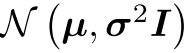 𝒩 (𝝁, 𝝈²𝑰)